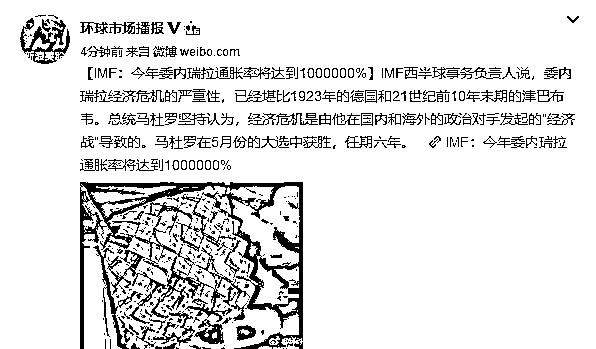 环球市场播报
4分钟前 来自 微博 weibo.com
【IMF：今年委内瑞拉通胀率将达到1000000%】IMF西半球事务负责人说，委内
瑞拉经济危机的严重性，已经堪比1923年的德国和21世纪前10年末期的津巴布
韦。总统马杜罗坚持认为，经济危机是由他在国内和海外的政治对手发起的“经济
战”导致的。马杜罗在5月份的大选中获胜，任期六年。 IMF：今年委内瑞拉
通胀率将达到1000000%